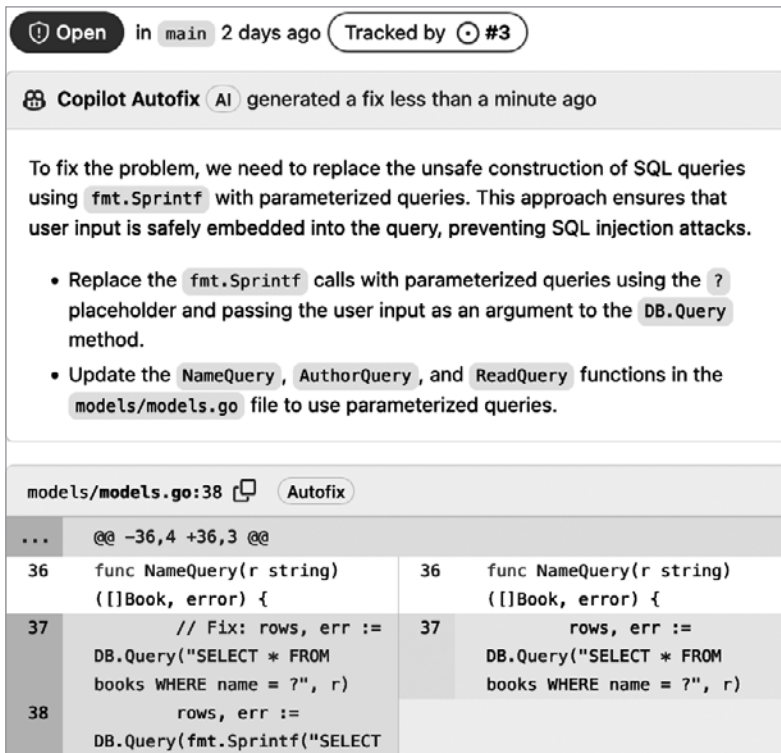 Open in main 2 days ago Tracked by #3
Copilot Autofix AI generated a fix less than a minute ago
To fix the problem, we need to replace the unsafe construction of SQL queries
using fmt.Sprintf with parameterized queries. This approach ensures that
user input is safely embedded into the query, preventing SQL injection attacks.
• Replace the fmt.Sprintf calls with parameterized queries using the ?
placeholder and passing the user input as an argument to the DB.Query
method.
• Update the NameQuery, AuthorQuery, and ReadQuery functions in the
models/models.go file to use parameterized queries.
models/models.go:38 Autofix
... @@ -36,4 +36,3 @@
36 func NameQuery(r string)
([]Book, error) {
37 // Fix: rows, err :=
DB.Query("SELECT * FROM
books WHERE name = ?", r)
38 rows, err :=
DB.Query(fmt.Sprintf("SELECT
36 func NameQuery(r string)
([]Book, error) {
37 rows, err :=
DB.Query("SELECT * FROM
books WHERE name = ?", r)